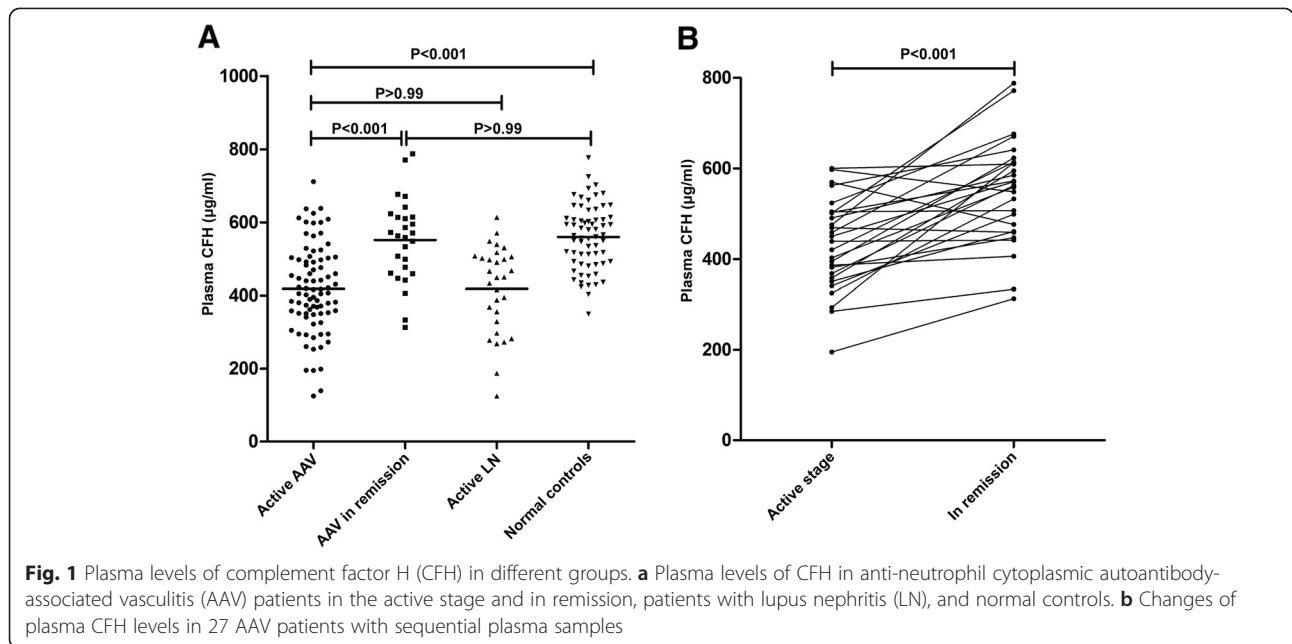 A
P<0.001
P>0.99
P<0.001
P>0.99
1000
800
600
400
200
0
Plasma CFH (µg/ml)
Active AAV
AAV in remission
Active LN
Normal controls
B
P<0.001
800
600
400
200
0
Plasma CFH (µg/ml)
Active stage
In remission
Fig. 1 Plasma levels of complement factor H (CFH) in different groups. a Plasma levels of CFH in anti-neutrophil cytoplasmic autoantibody-
associated vasculitis (AAV) patients in the active stage and in remission, patients with lupus nephritis (LN), and normal controls. b Changes of
plasma CFH levels in 27 AAV patients with sequential plasma samples